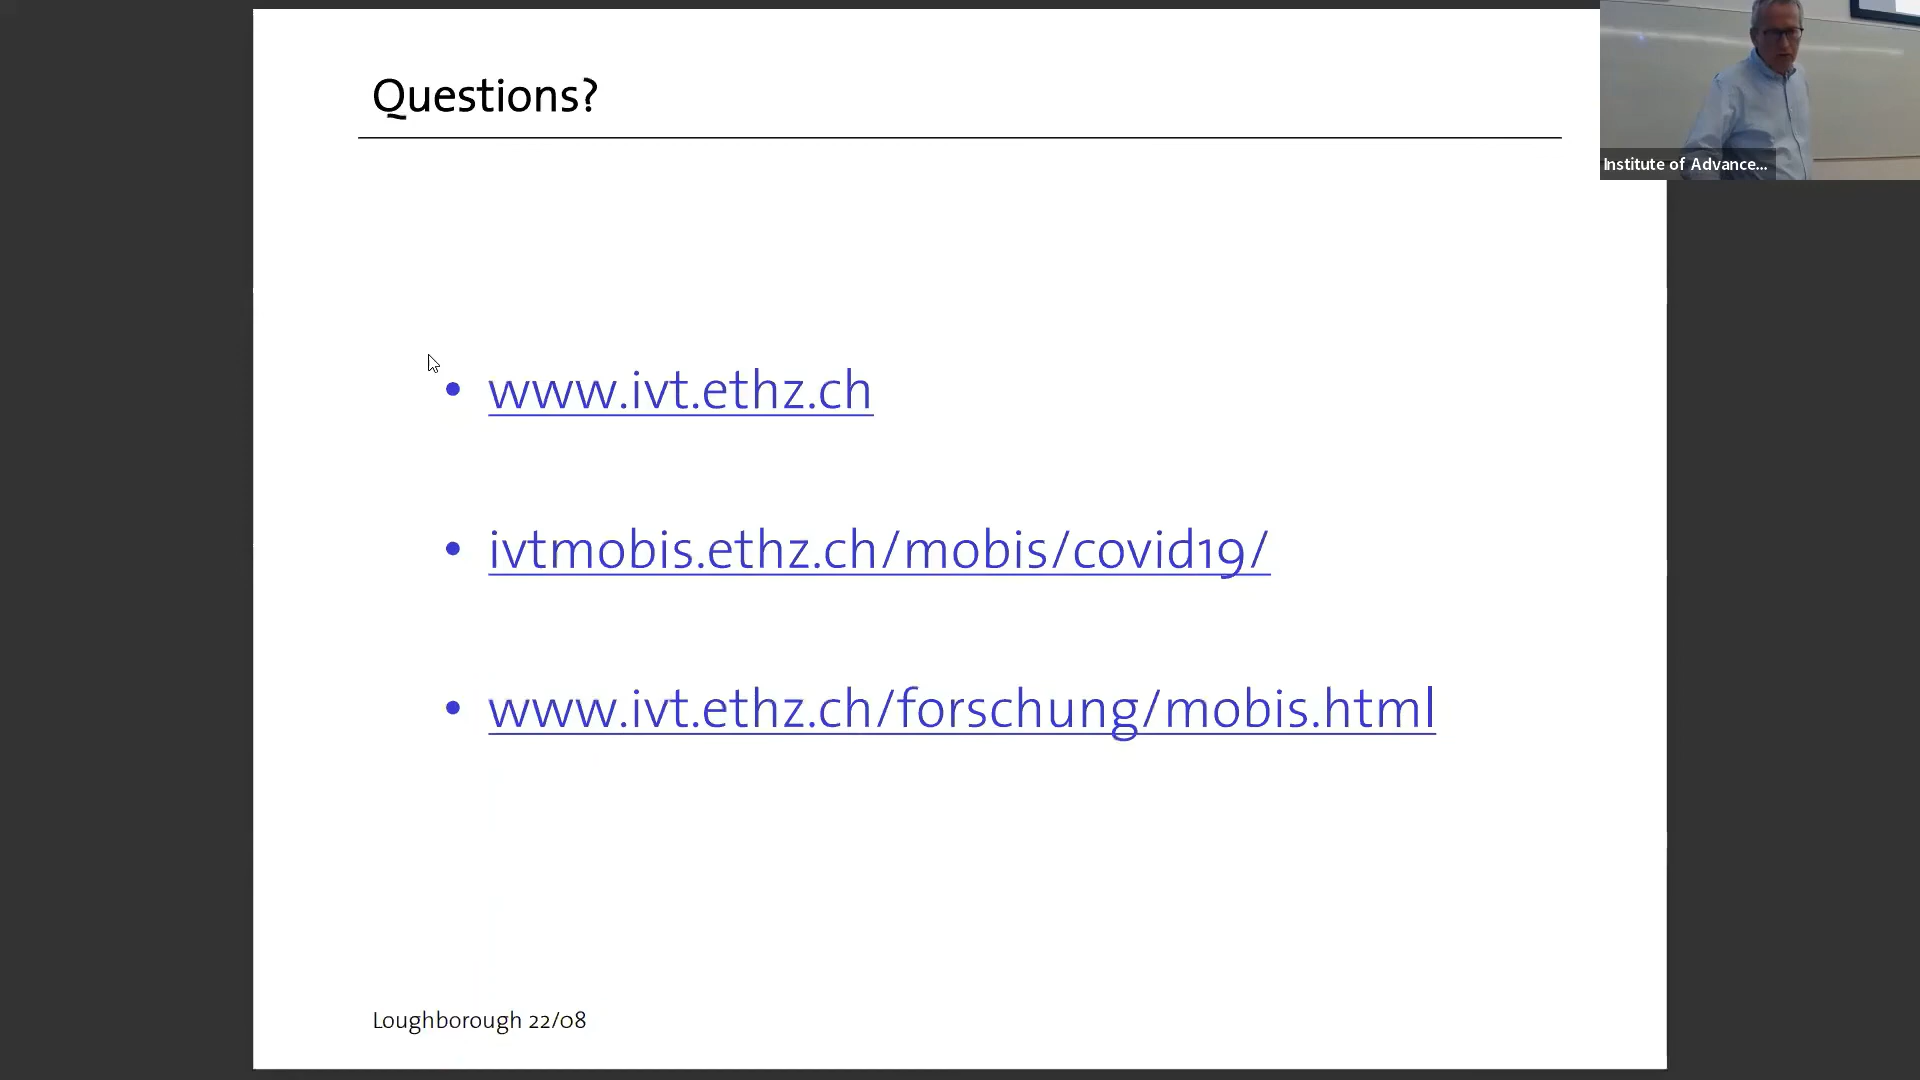 Questions?
Institute of Advance...
• www.ivt.ethz.ch
• ivtmobis.ethz.ch/mobis/covid19/
• www.ivt.ethz.ch/forschung/mobis.html
Loughborough 22/08